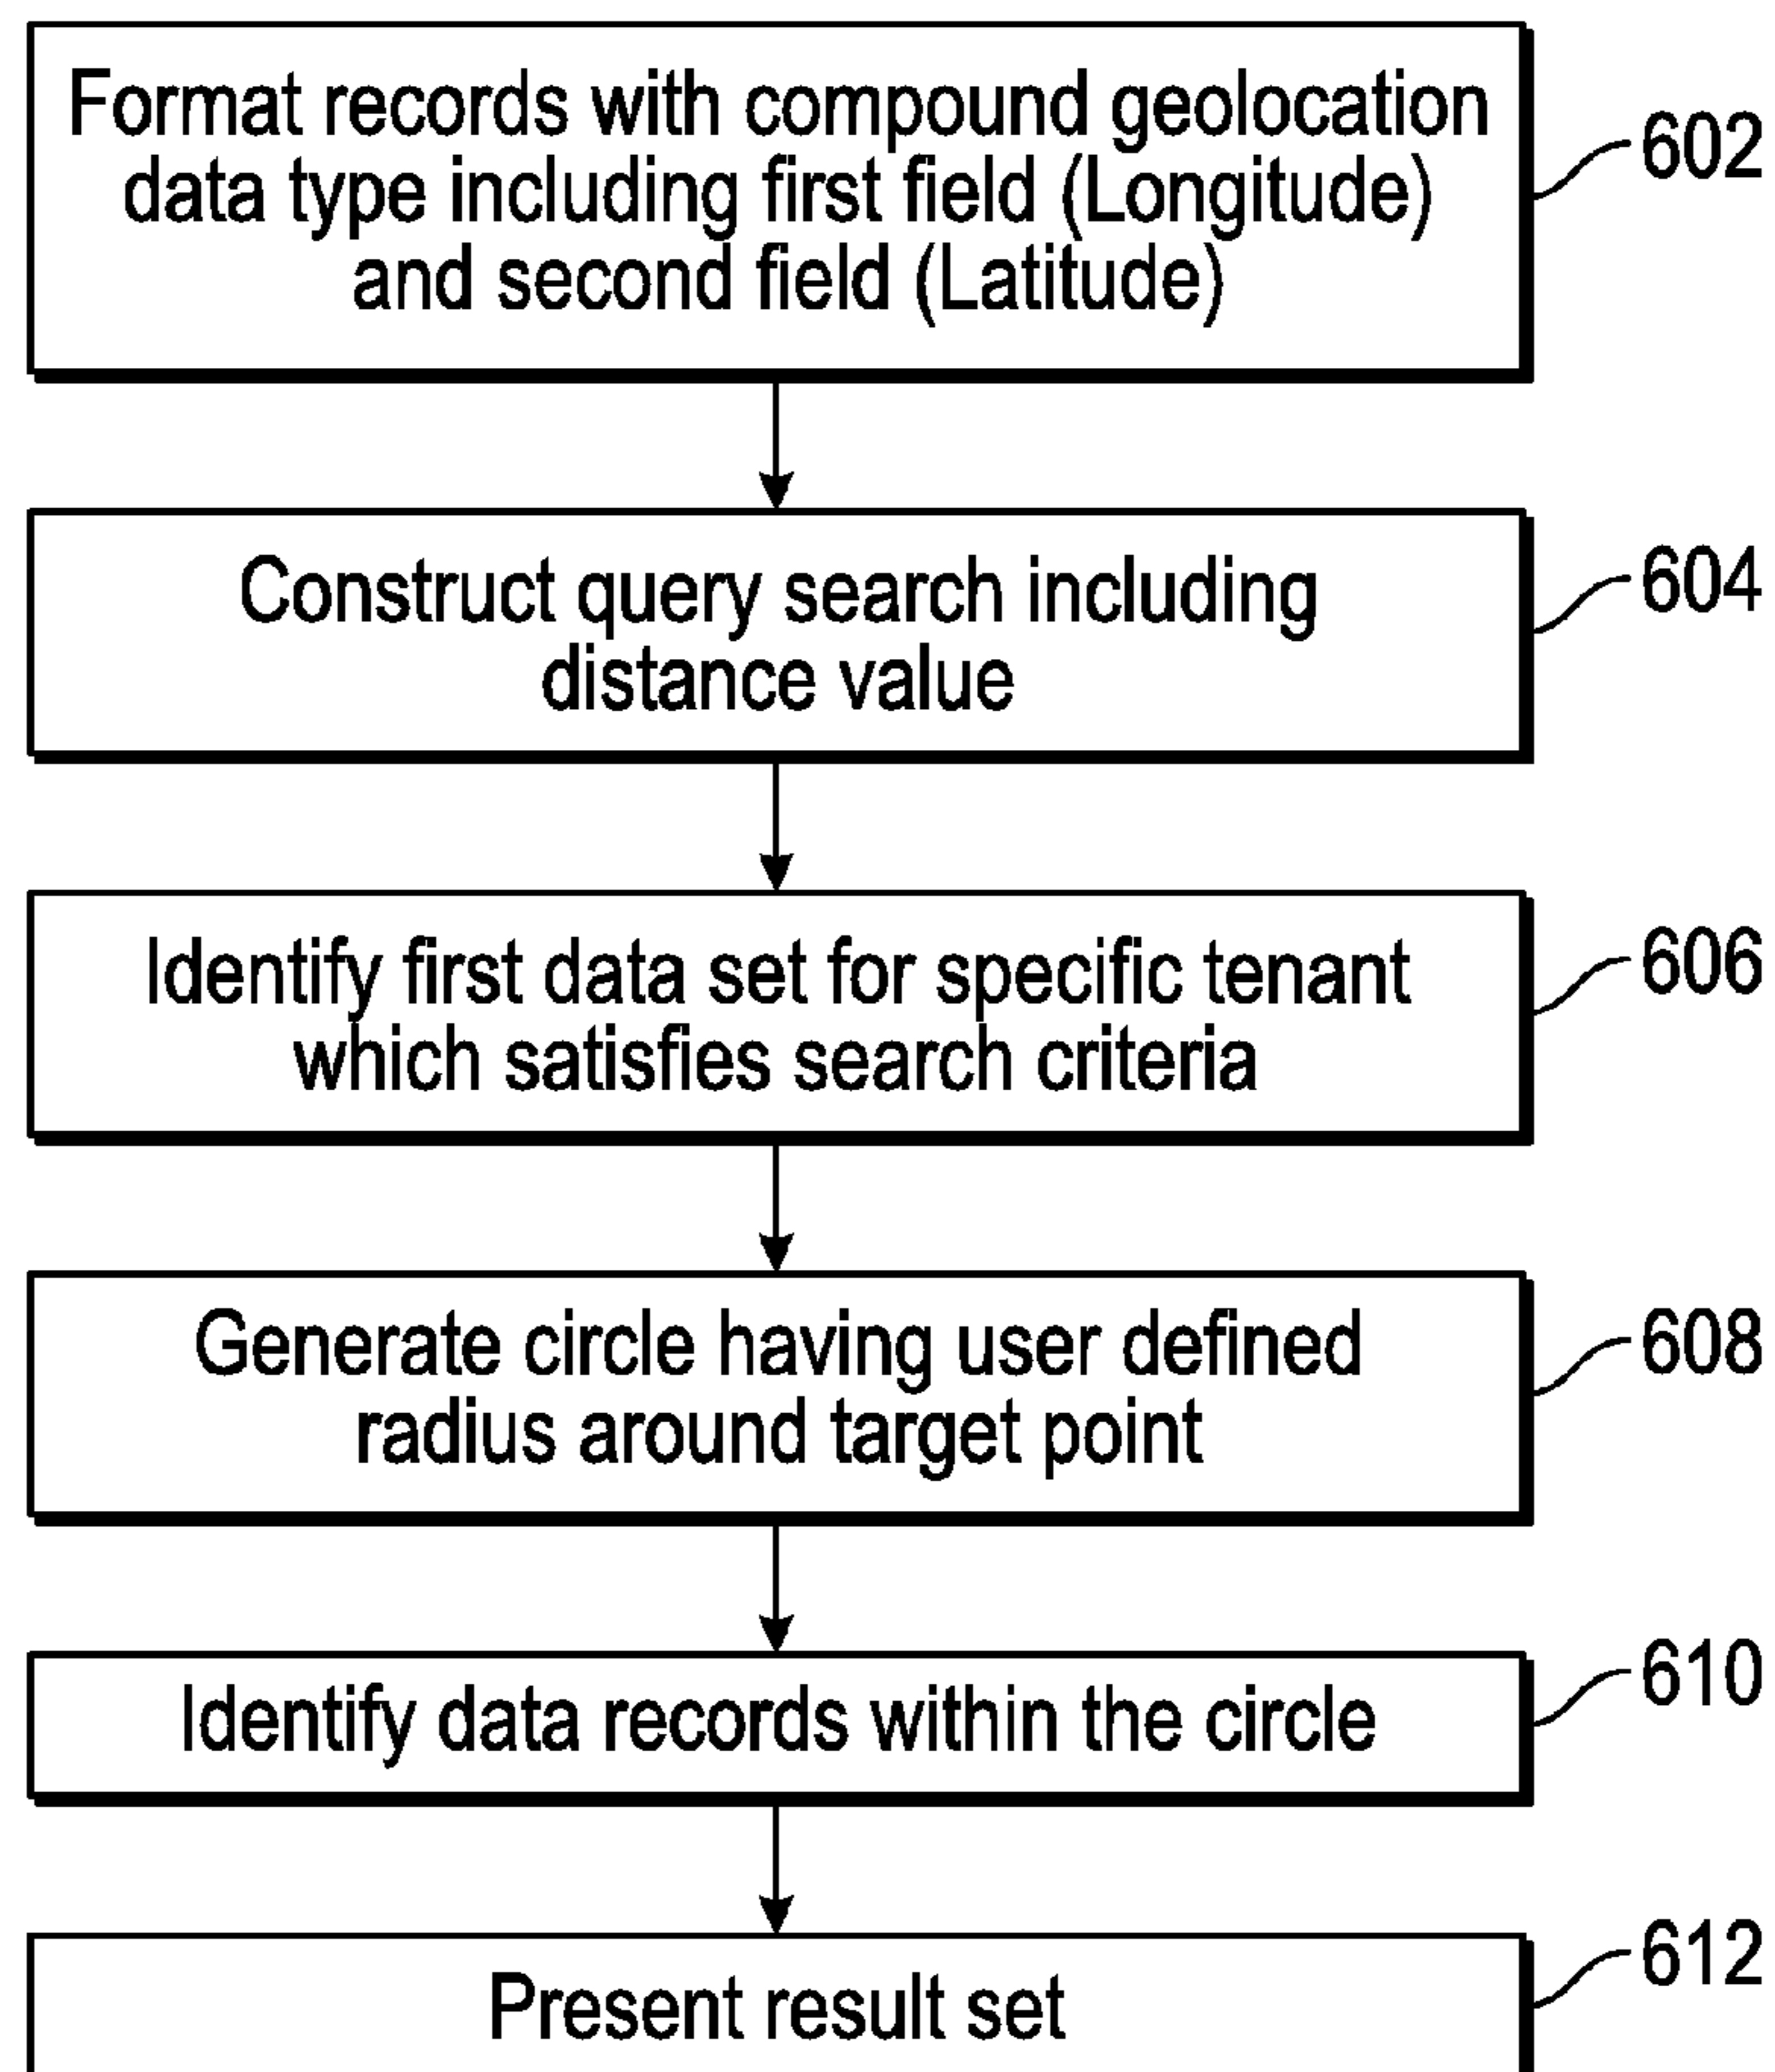 Format records with compound geolocation
data type including first field (Longitude)
and second field (Latitude)
602
Construct query search including
distance value
604
Identify first data set for specific tenant
which satisfies search criteria
606
Generate circle having user defined
radius around target point
608
Identify data records within the circle
610
Present result set
612